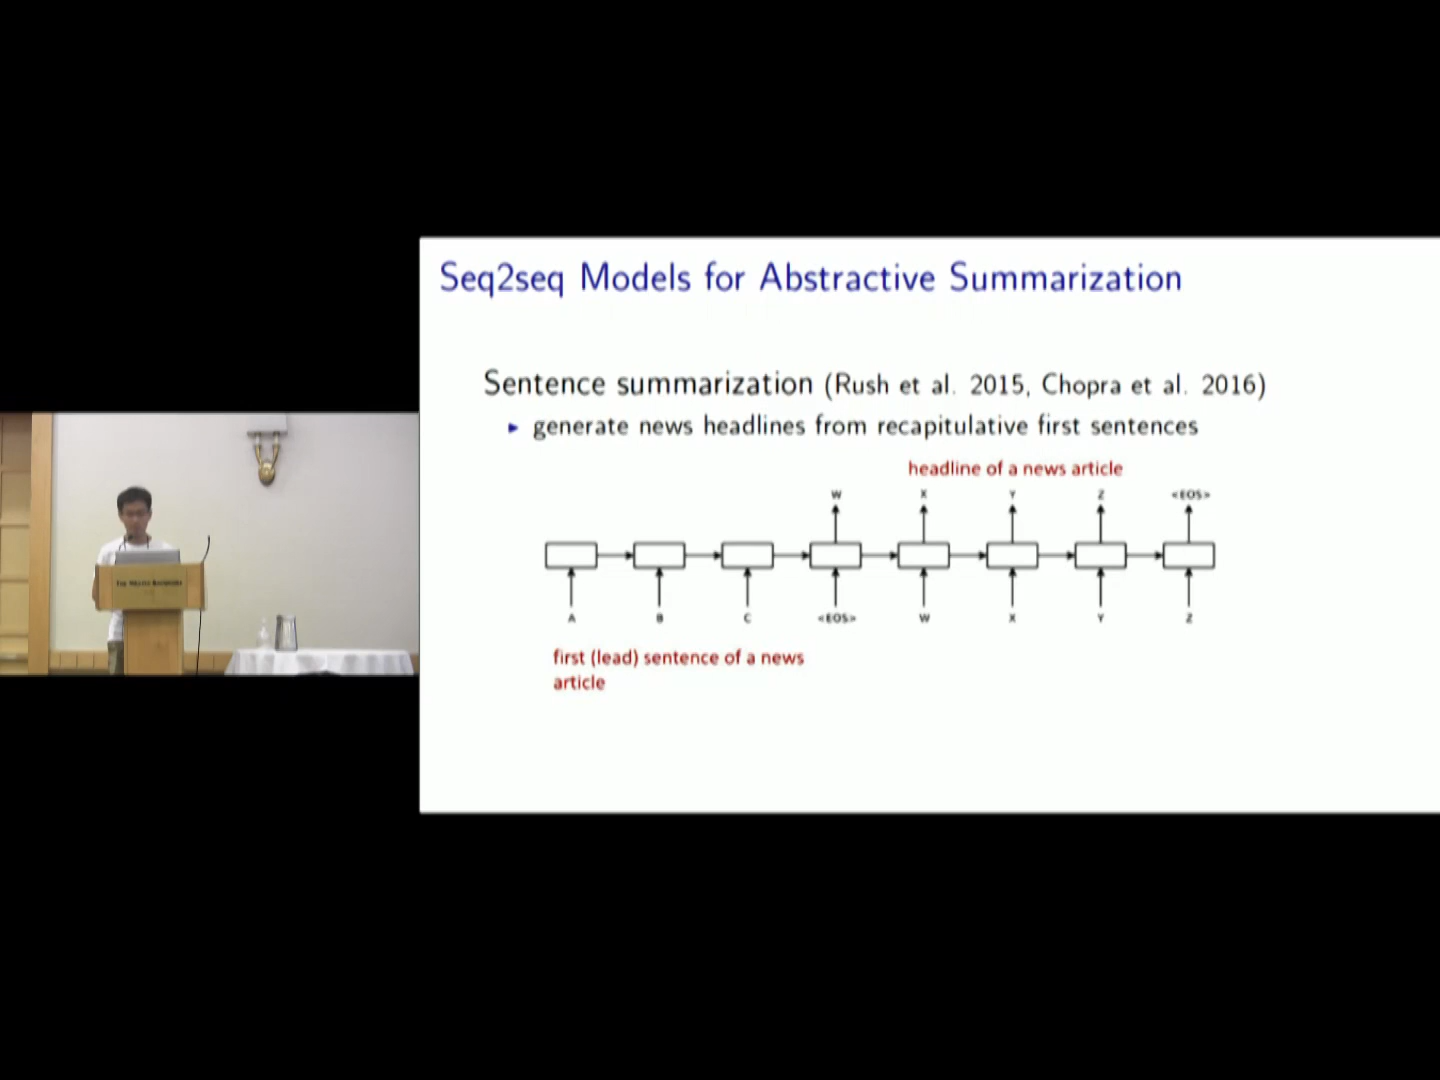 Seq2seq Models for Abstractive Summarization
Sentence summarization (Rush et al. 2015, Chopra et al. 2016)
generate news headlines from recapitulative first sentences
headline of a news article
W X Y Z <EOS>
A B C <EOS> W X Y Z
first (lead) sentence of a news
article